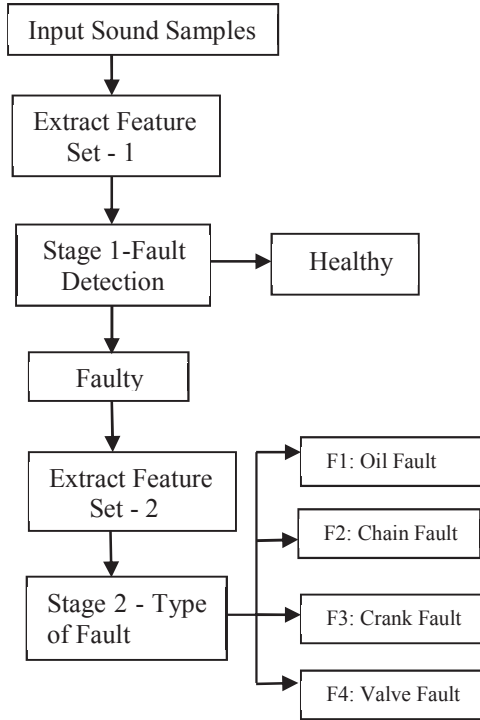 Input Sound Samples
Extract Feature
Set - 1
Stage 1-Fault
Detection
Healthy
Faulty
Extract Feature
Set - 2
Stage 2 - Type
of Fault
F1: Oil Fault
F2: Chain Fault
F3: Crank Fault
F4: Valve Fault